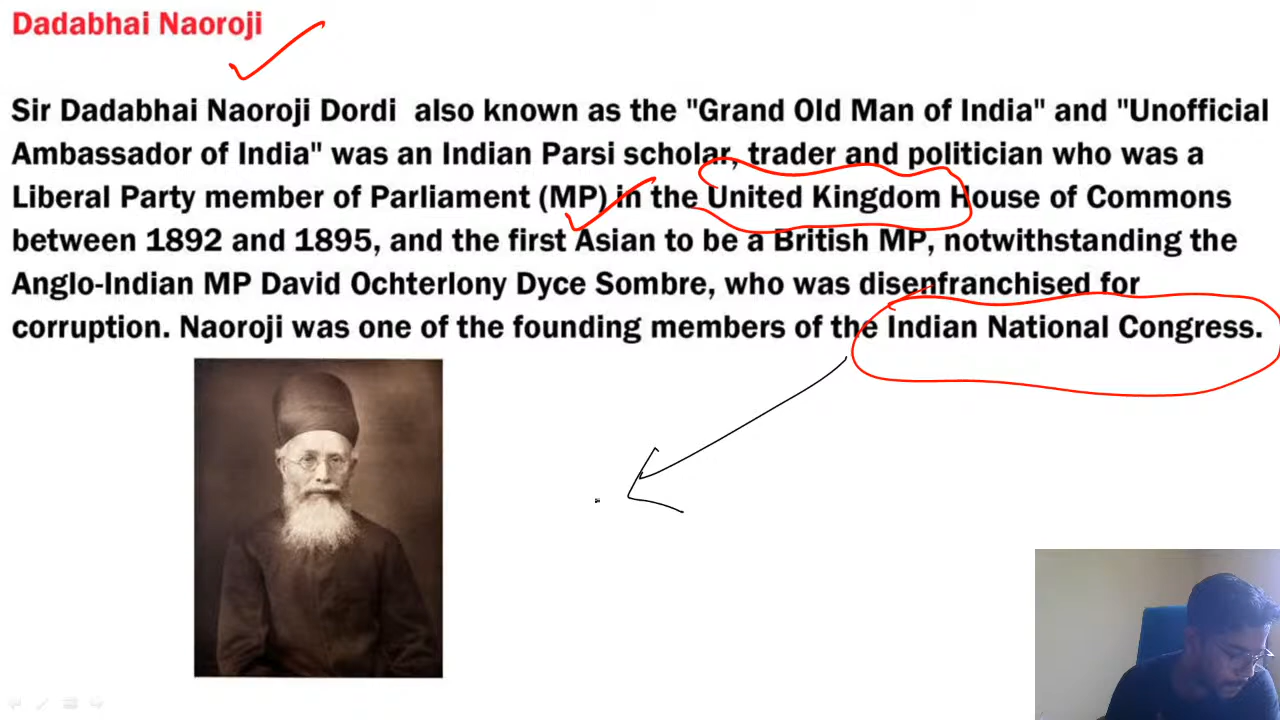 Dadabhai Naoroji
Sir Dadabhai Naoroji Dordi also known as the "Grand Old Man of India" and "Unofficial
Ambassador of India" was an Indian Parsi scholar, trader and politician who was a
Liberal Party member of Parliament (MP) in the United Kingdom House of Commons
between 1892 and 1895, and the first Asian to be a British MP, notwithstanding the
Anglo-Indian MP David Ochterlony Dyce Sombre, who was disenfranchised for
corruption. Naoroji was one of the founding members of the Indian National Congress.